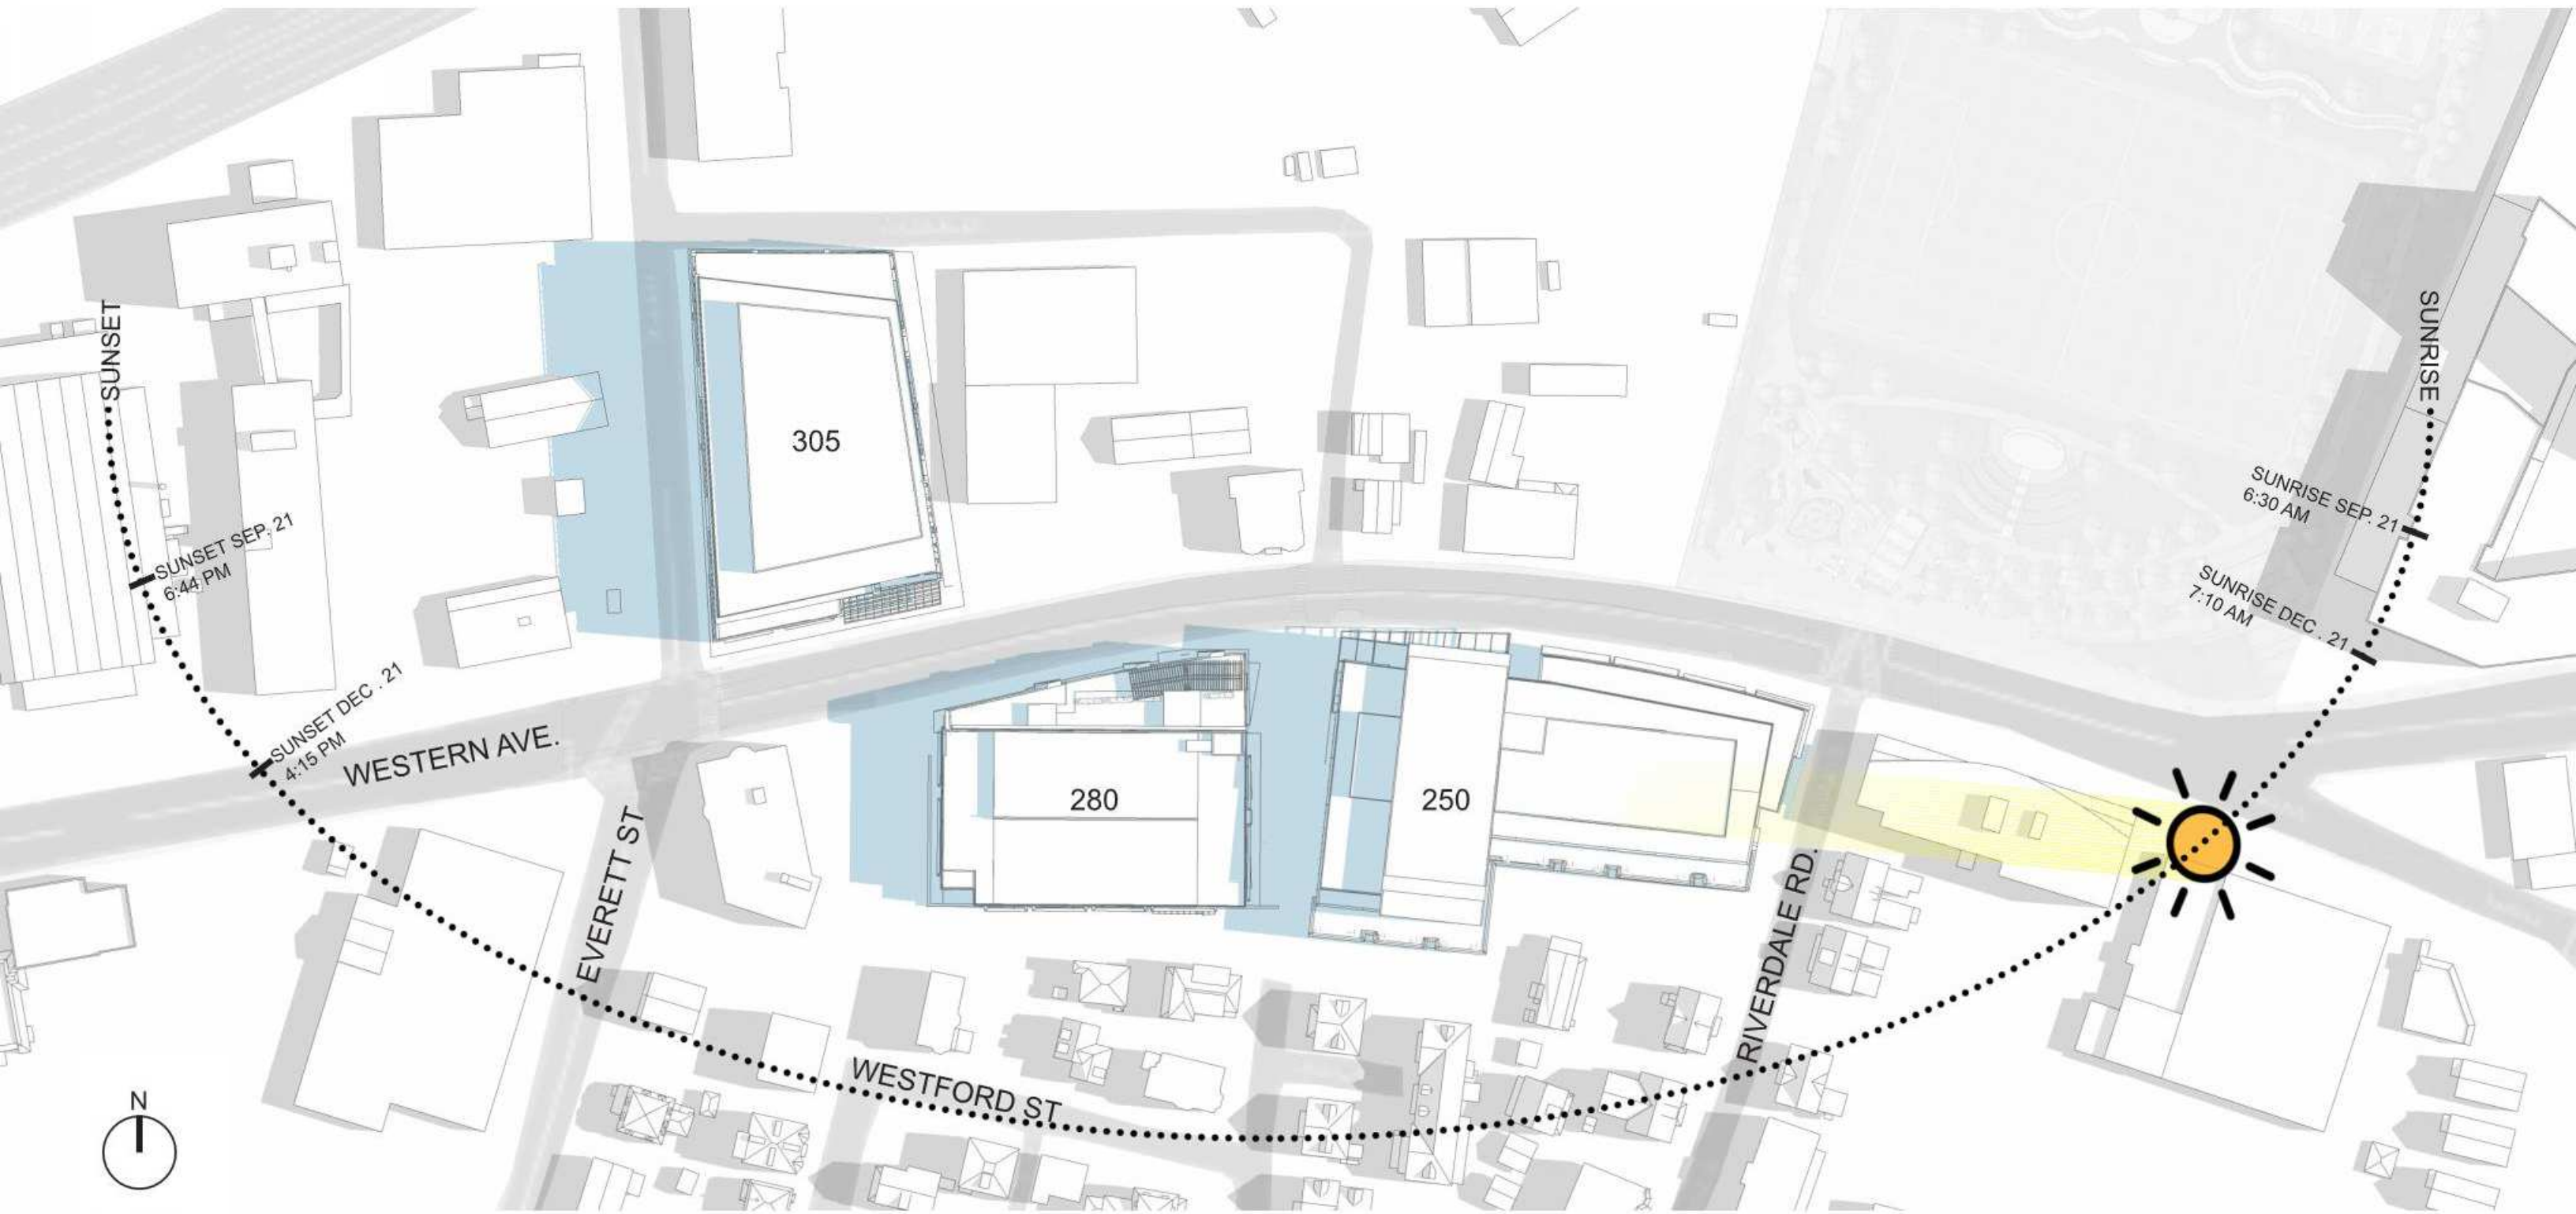 SUNSET
SUNRISE
305
SUNRISE SEP. 21
6:30 AM
SUNSET SEP. 21
6:44 PM
SUNRISE DEC . 21
7:10 AM
SUNSET DEC . 21
4:15 PM
WESTERN AVE.
280
250
EVERETT ST
RIVERDALE RD.
WESTFORD ST
N